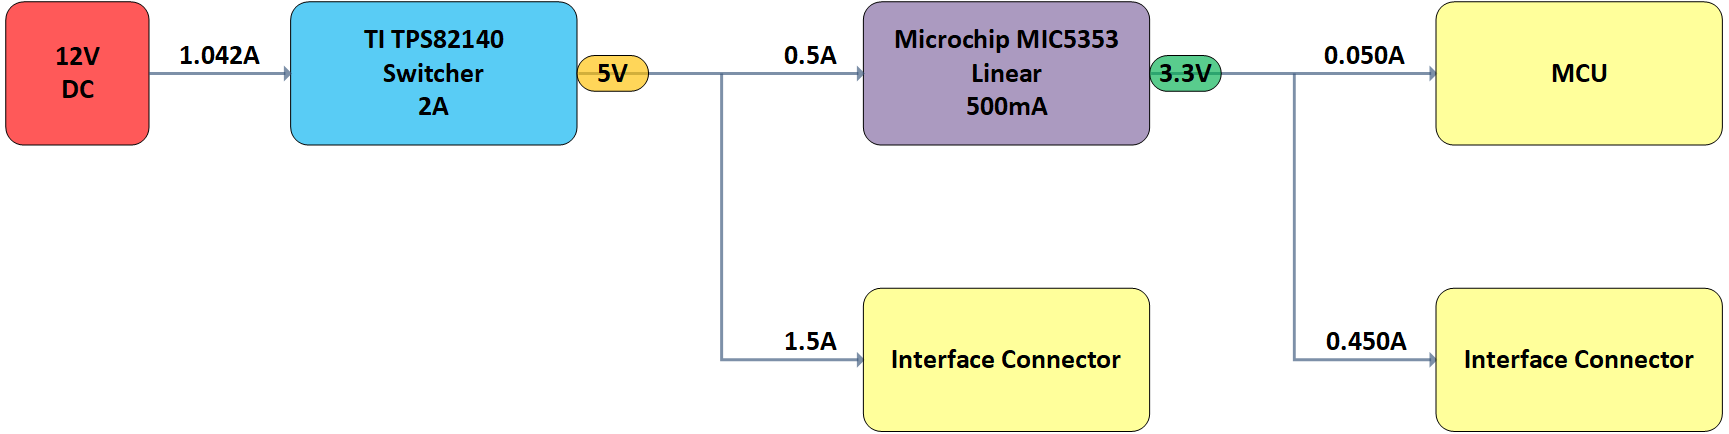 12V
DC
1.042A
TI TPS82140
Switcher
2A
5V
0.5A
Microchip MIC5353
Linear
500mA
3.3V
0.050A
MCU
1.5A
Interface Connector
0.450A
Interface Connector